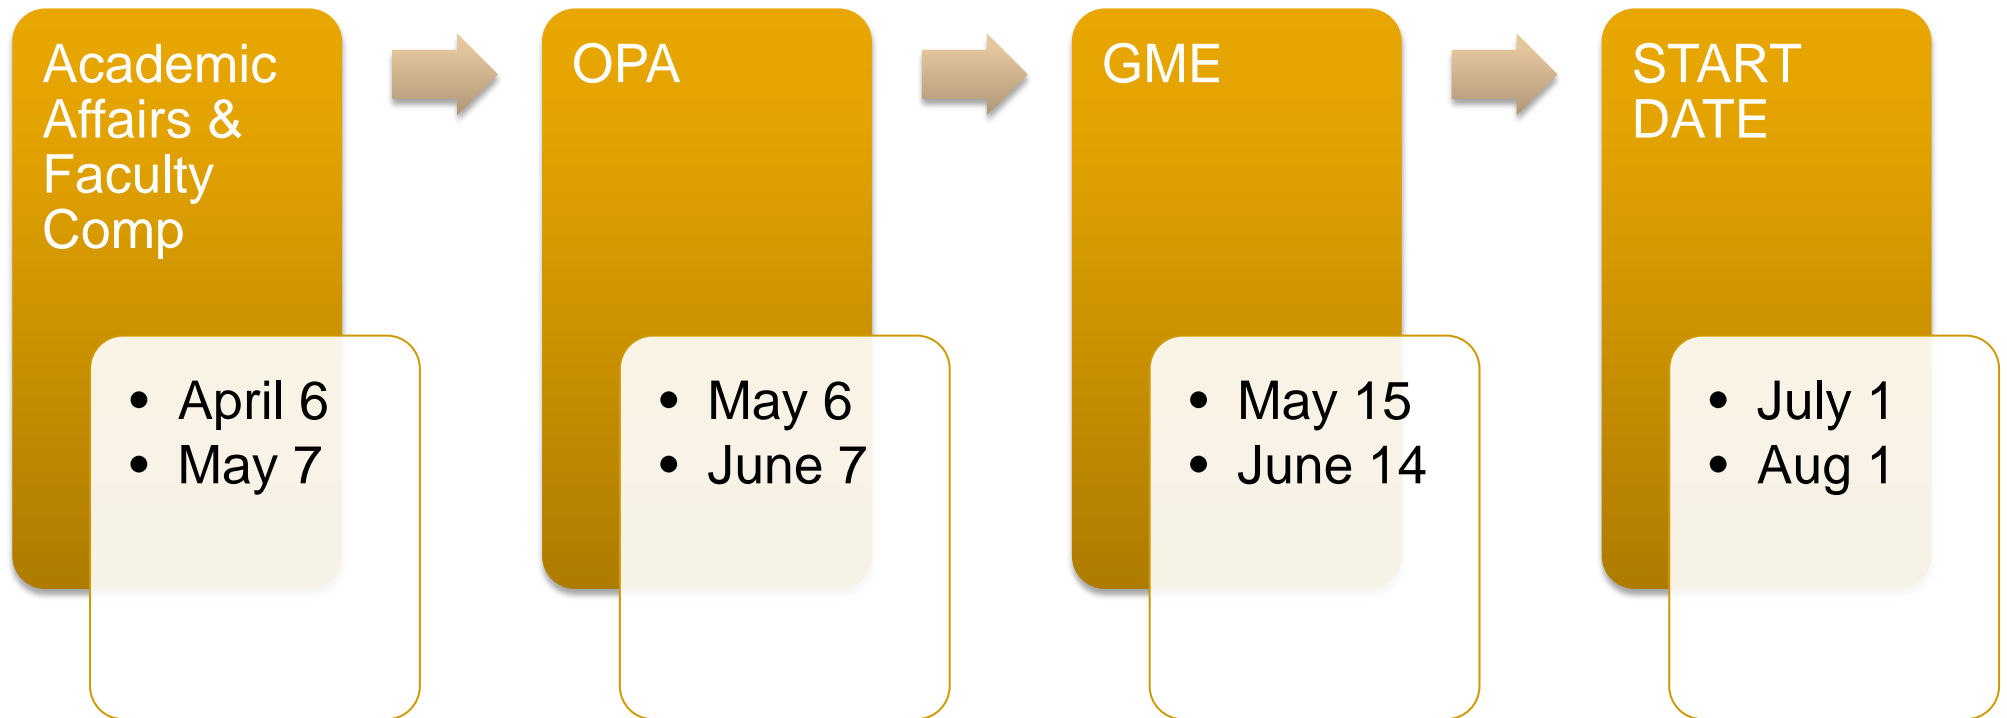 Academic
Affairs &
Faculty
Comp
• April 6
• May 7
OPA
• May 6
• June 7
GME
• May 15
• June 14
START
DATE
• July 1
• Aug 1